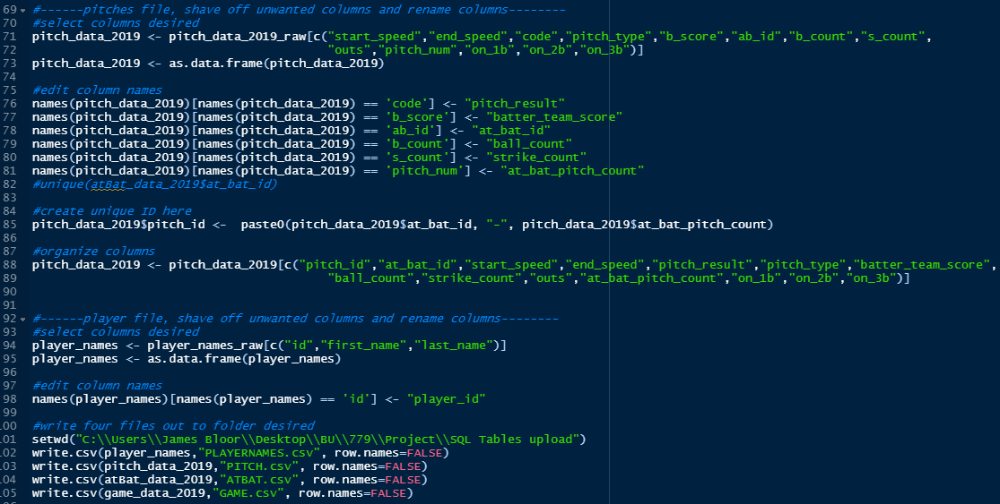 69 #------pitches file, shave off unwanted columns and rename columns--------
70 #select columns desired
71 pitch_data_2019 <- pitch_data_2019_raw[c("start_speed","end_speed","code","pitch_type","b_score","ab_id","b_count","s_count",
72 "outs","pitch_num","on_1b","on_2b","on_3b")]
73 pitch_data_2019 <- as.data.frame(pitch_data_2019)
74
75 #edit column names
76 names(pitch_data_2019)[names(pitch_data_2019) == 'code'] <- "pitch_result"
77 names(pitch_data_2019)[names(pitch_data_2019) == 'b_score'] <- "batter_team_score"
78 names(pitch_data_2019)[names(pitch_data_2019) == 'ab_id'] <- "at_bat_id"
79 names(pitch_data_2019)[names(pitch_data_2019) == 'b_count'] <- "ball_count"
80 names(pitch_data_2019)[names(pitch_data_2019) == 's_count'] <- "strike_count"
81 names(pitch_data_2019)[names(pitch_data_2019) == 'pitch_num'] <- "at_bat_pitch_count"
82 #unique(atBat_data_2019$at_bat_id)
83
84 #create unique ID here
85 pitch_data_2019$pitch_id <-  paste0(pitch_data_2019$at_bat_id, "-", pitch_data_2019$at_bat_pitch_count)
86
87 #organize columns
88 pitch_data_2019 <- pitch_data_2019[c("pitch_id","at_bat_id","start_speed","end_speed","pitch_result","pitch_type","batter_team_score",
89 "ball_count","strike_count","outs","at_bat_pitch_count","on_1b","on_2b","on_3b")]
90
91
92 #------player file, shave off unwanted columns and rename columns--------
93 #select columns desired
94 player_names <- player_names_raw[c("id","first_name","last_name")]
95 player_names <- as.data.frame(player_names)
96
97 #edit column names
98 names(player_names)[names(player_names) == 'id'] <- "player_id"
99
00 #write four files out to folder desired
01 setwd("C:\\Users\\James Bloor\\Desktop\\BU\\779\\Project\\SQL Tables upload")
02 write.csv(player_names,"PLAYERNAMES.csv", row.names=FALSE)
03 write.csv(pitch_data_2019,"PITCH.csv", row.names=FALSE)
04 write.csv(atBat_data_2019,"ATBAT.csv", row.names=FALSE)
05 write.csv(game_data_2019,"GAME.csv", row.names=FALSE)